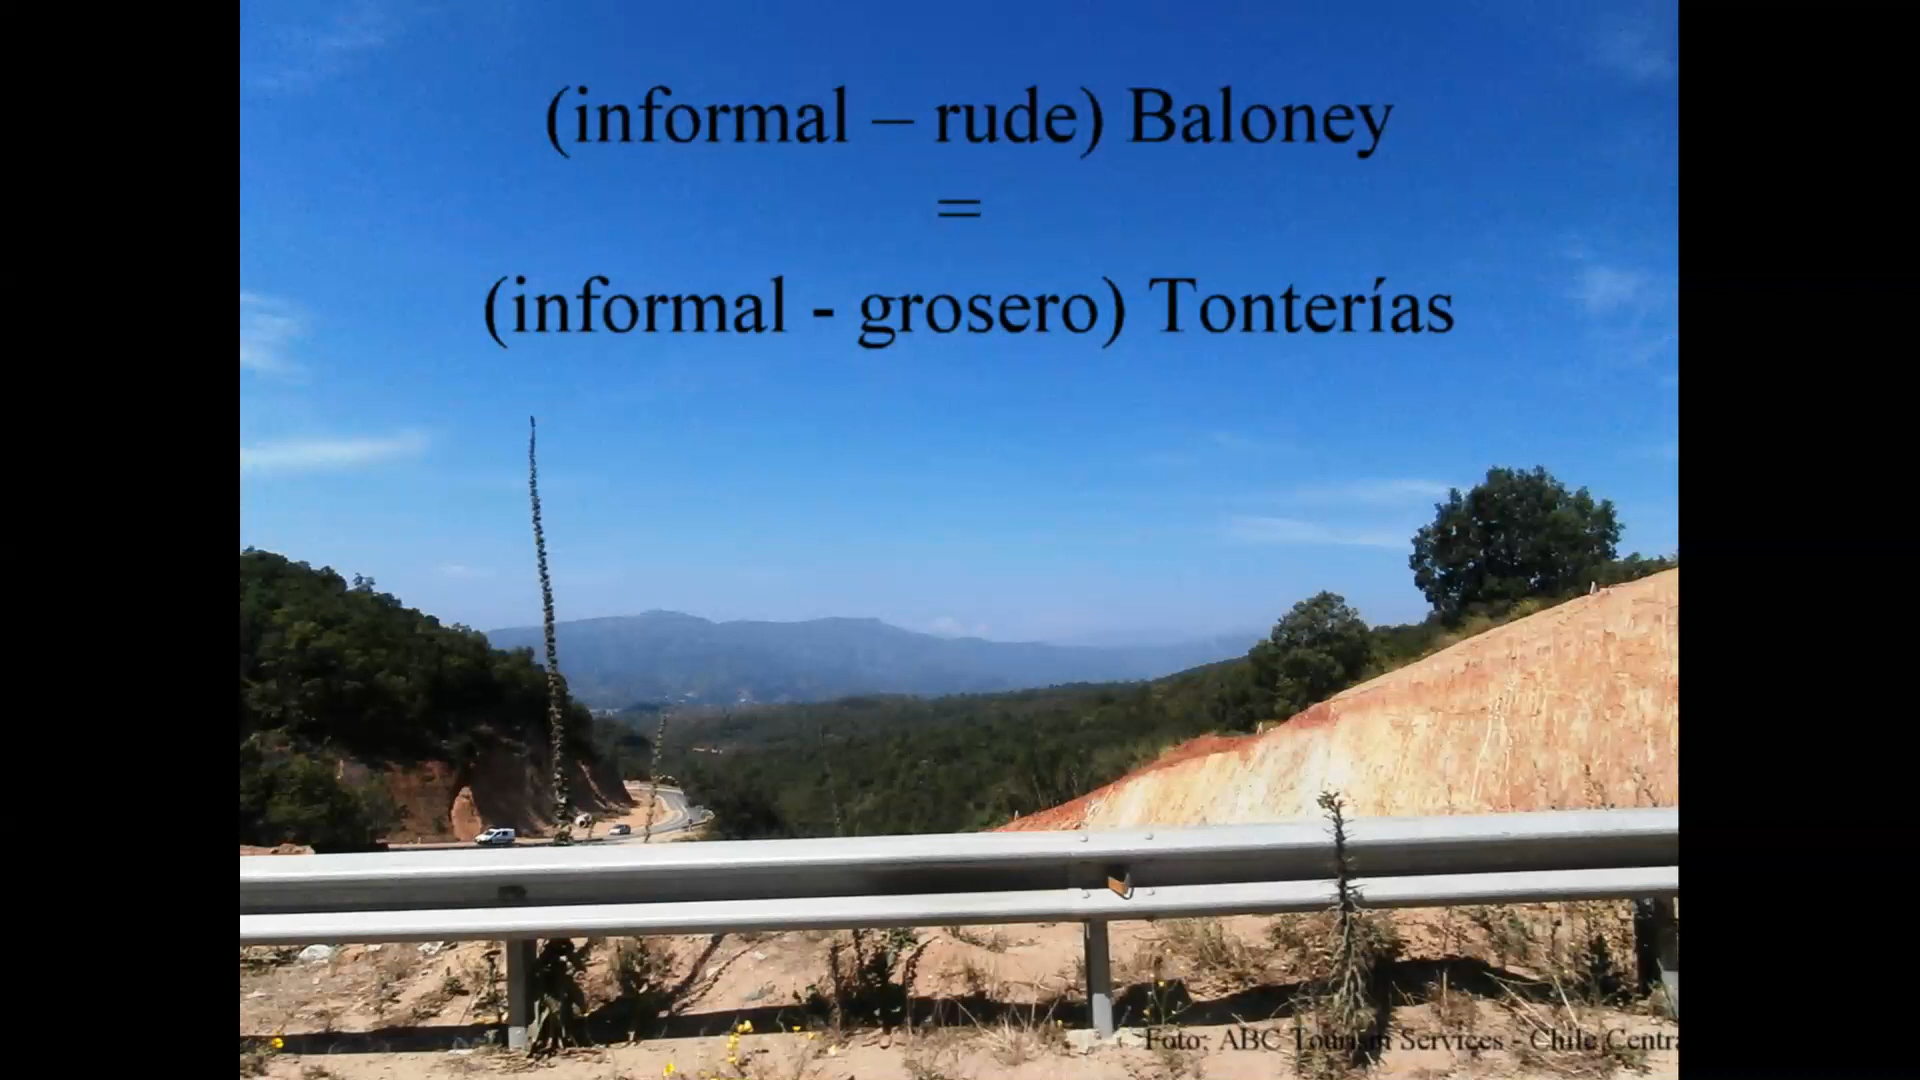 (informal – rude) Baloney
=
(informal - grosero) Tonterías
Foto: ABC Tourism Services - Chile Centra